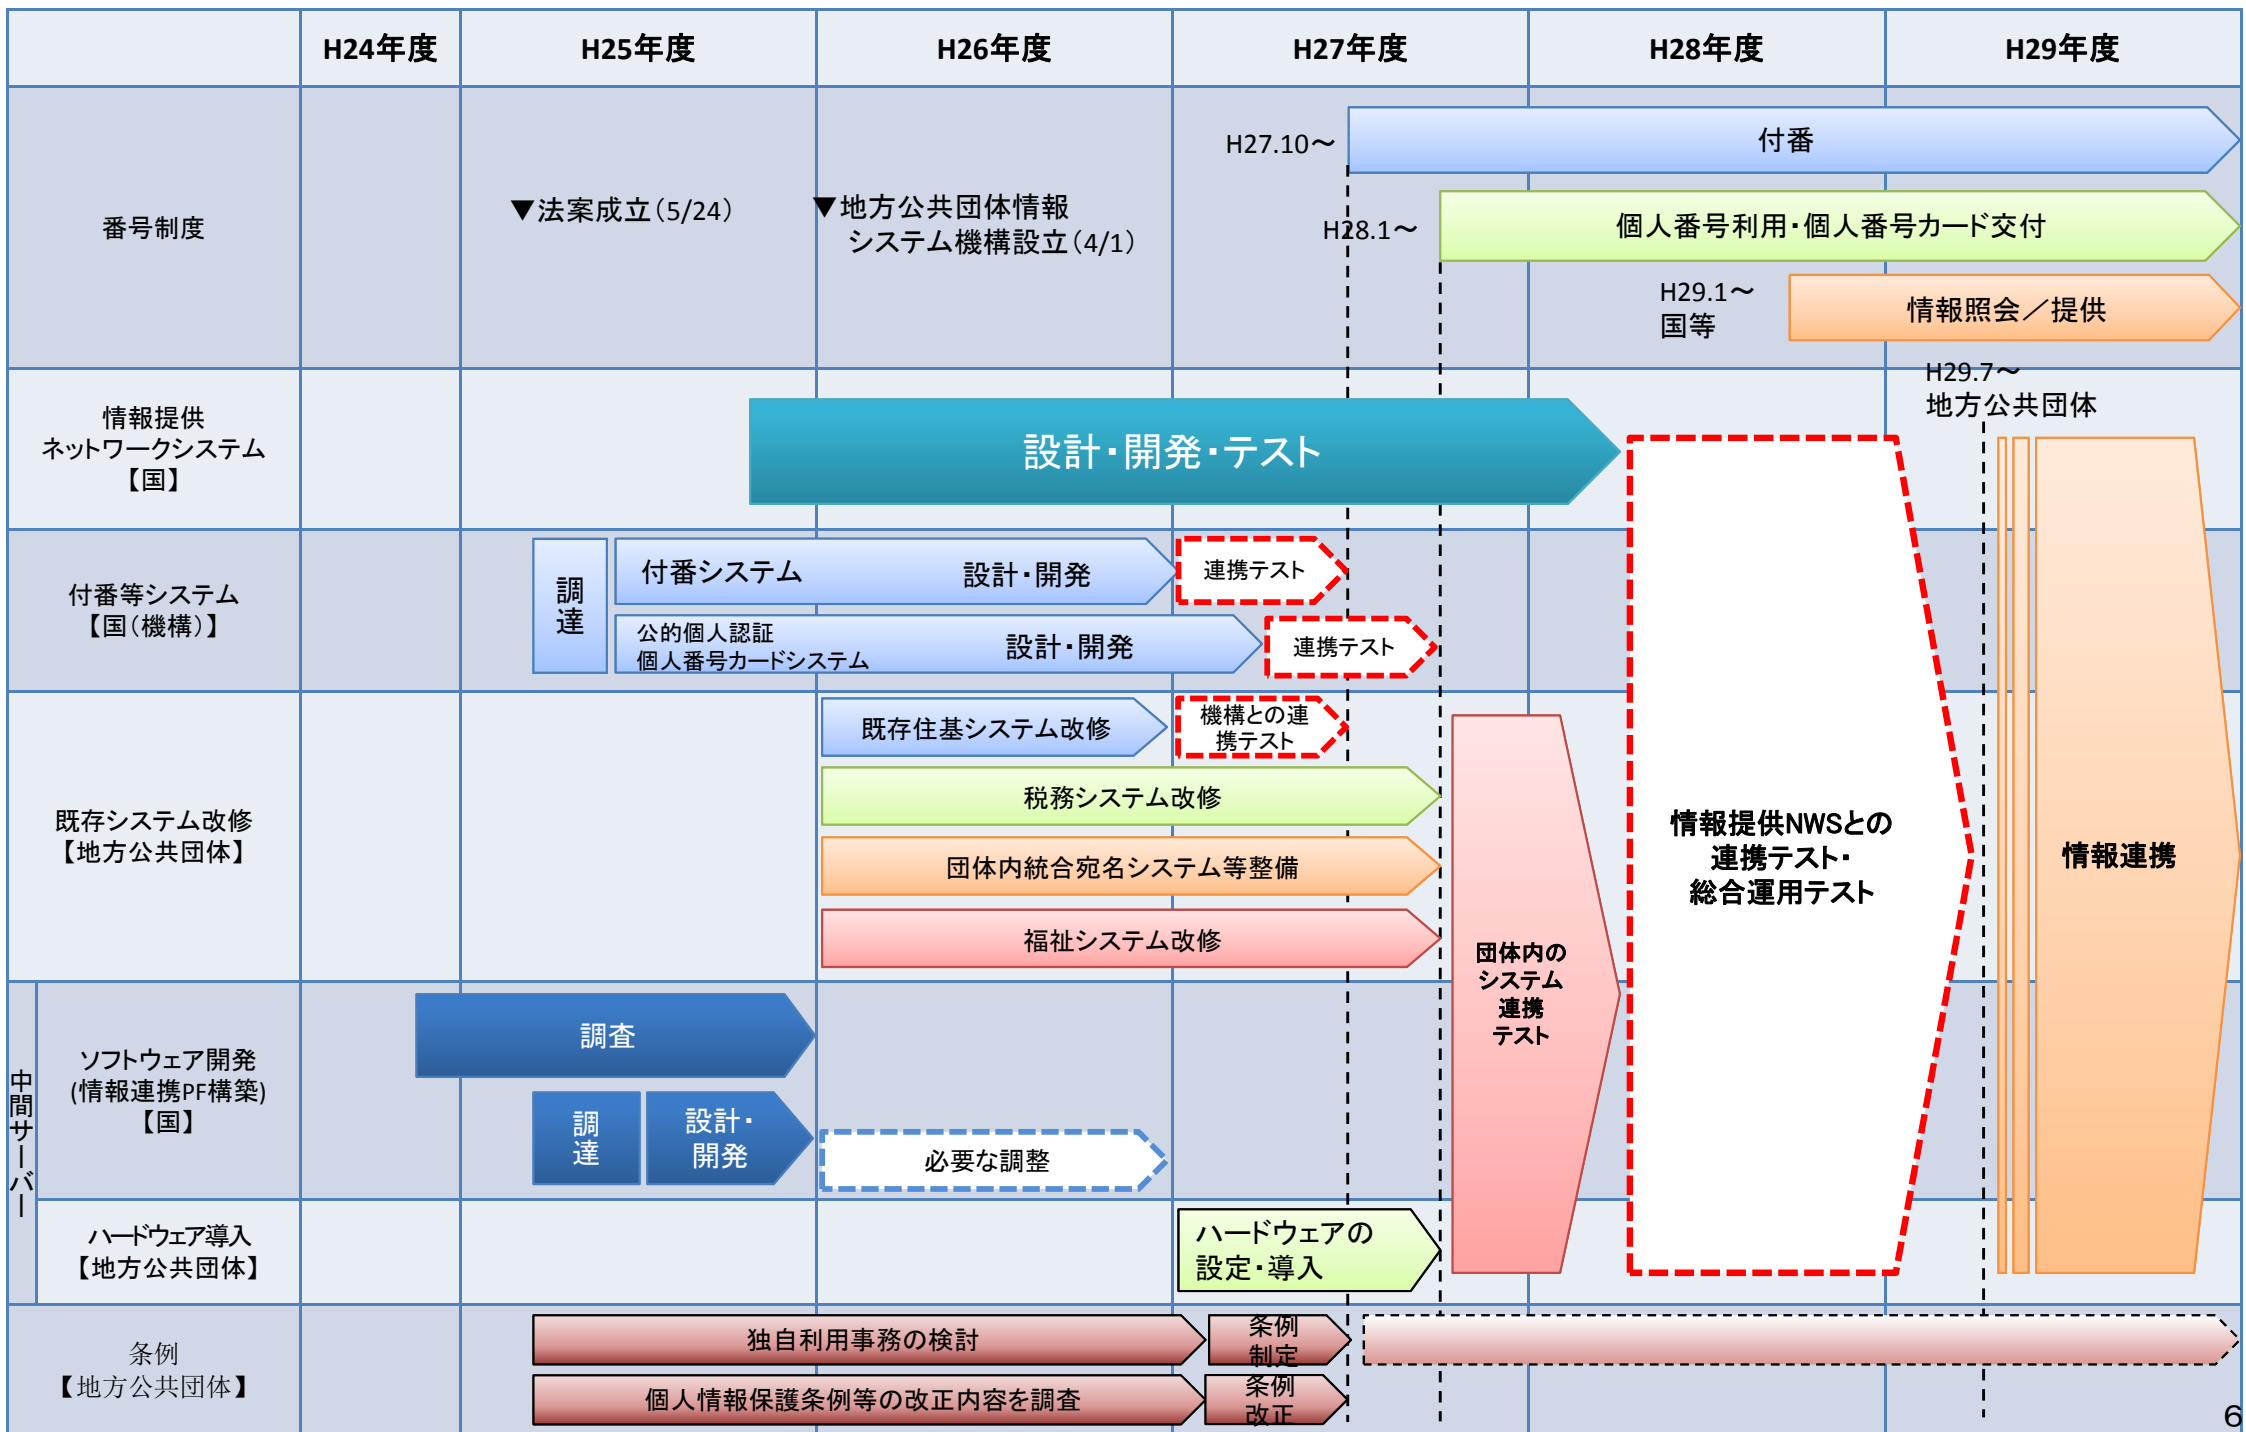 H24年度
H25年度
H26年度
H27年度
H28年度
H29年度
番号制度
▼法案成立(5/24)
▼地方公共団体情報
システム機構設立(4/1)
H27.10～
付番
H28.1～
個人番号利用・個人番号カード交付
H29.1～
国等
情報照会／提供
H29.7～
地方公共団体
情報提供
ネットワークシステム
【国】
設計・開発・テスト
付番等システム
【国(機構)】
調達
付番システム
設計・開発
連携テスト
公的個人認証
個人番号カードシステム
設計・開発
連携テスト
既存システム改修
【地方公共団体】
既存住基システム改修
機構との連
携テスト
税務システム改修
団体内統合宛名システム等整備
福祉システム改修
団体内の
システム
連携
テスト
情報提供NWSとの
連携テスト・
総合運用テスト
情報連携
中間サーバー
ソフトウェア開発
(情報連携PF構築)
【国】
調査
調達
設計・
開発
必要な調整
ハードウェア導入
【地方公共団体】
ハードウェアの
設定・導入
条例
【地方公共団体】
独自利用事務の検討
条例
制定
個人情報保護条例等の改正内容を調査
条例
改正
6